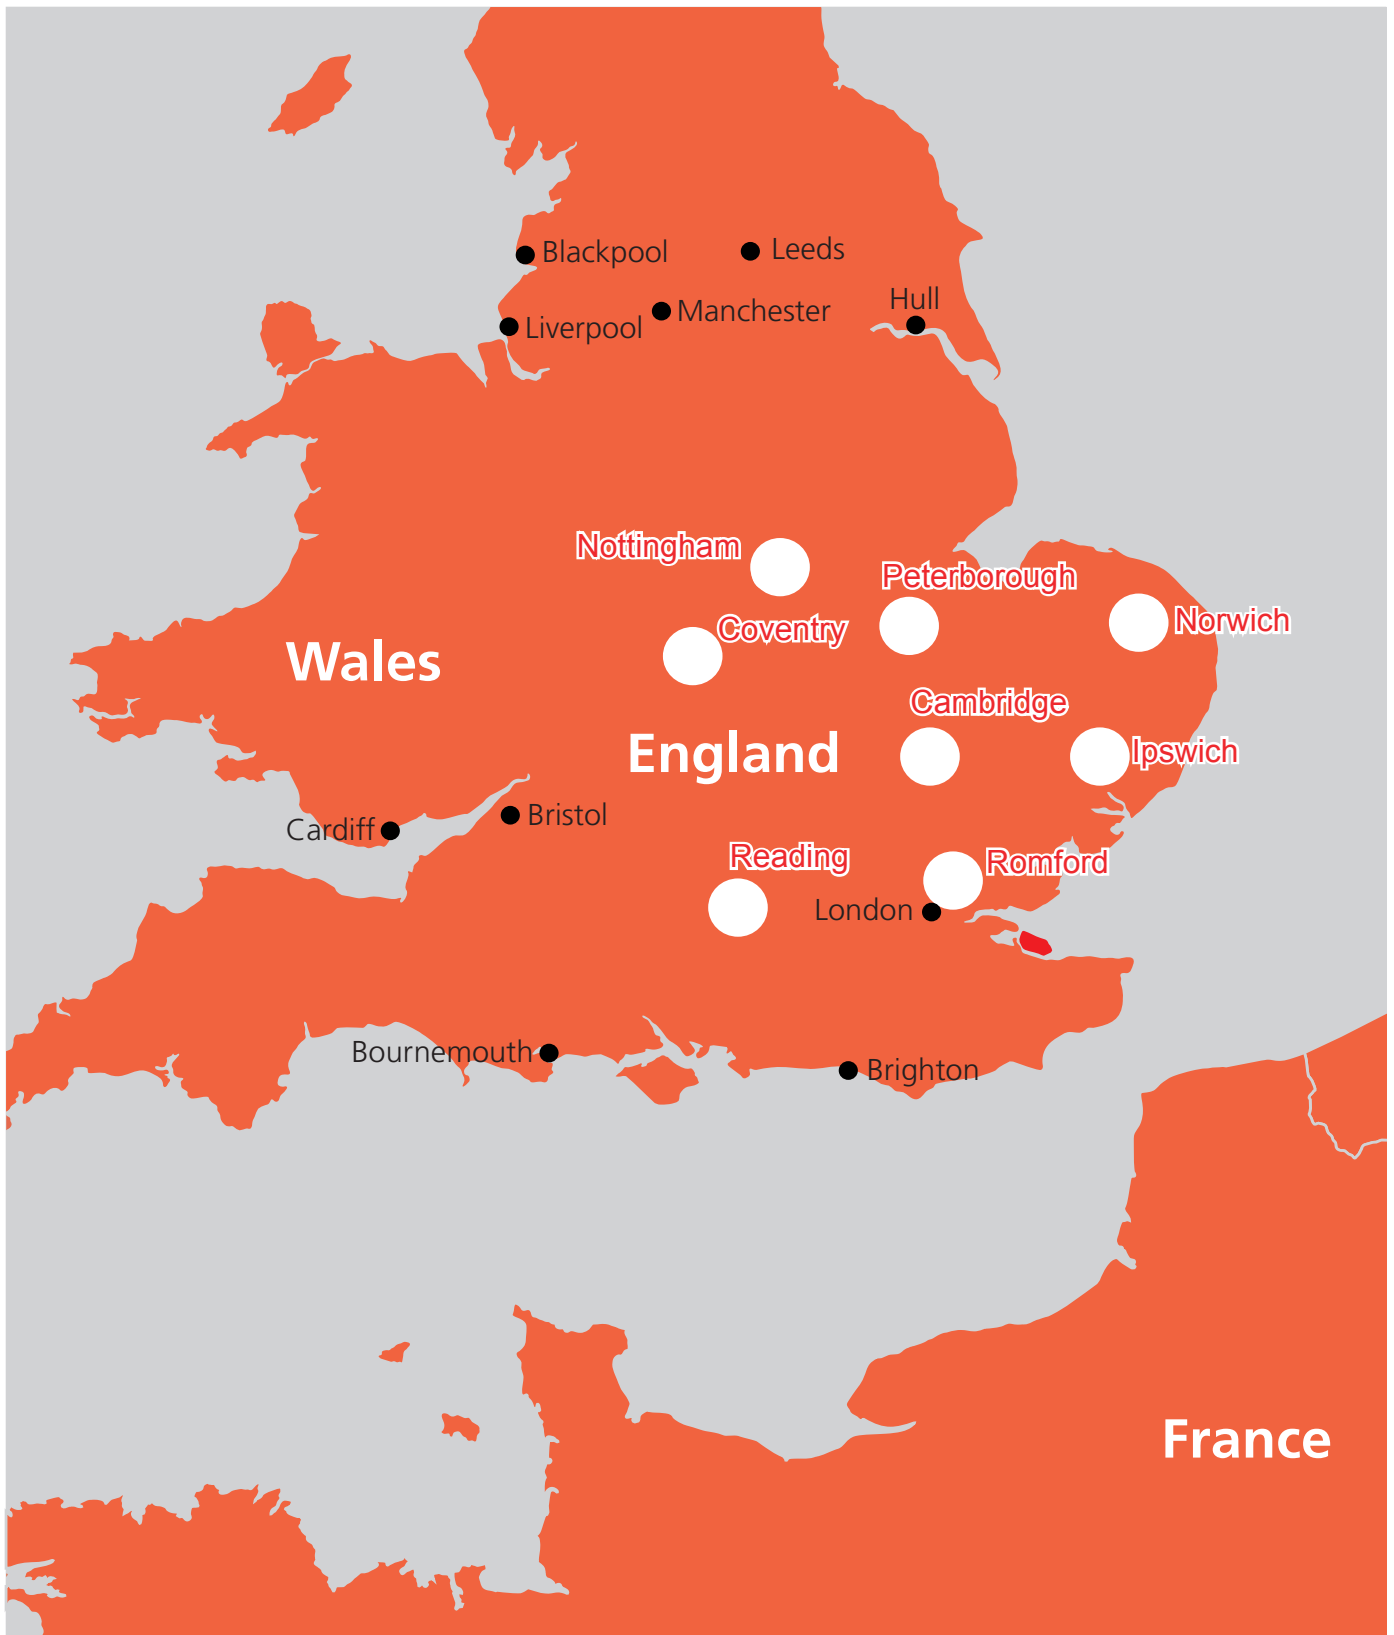 Blackpool
Leeds
Hull
Manchester
Liverpool
Nottingham
Peterborough
Norwich
Coventry
Wales
Cambridge
England
Ipswich
Bristol
Cardiff
Reading
Romford
London
Bournemouth
Brighton
France